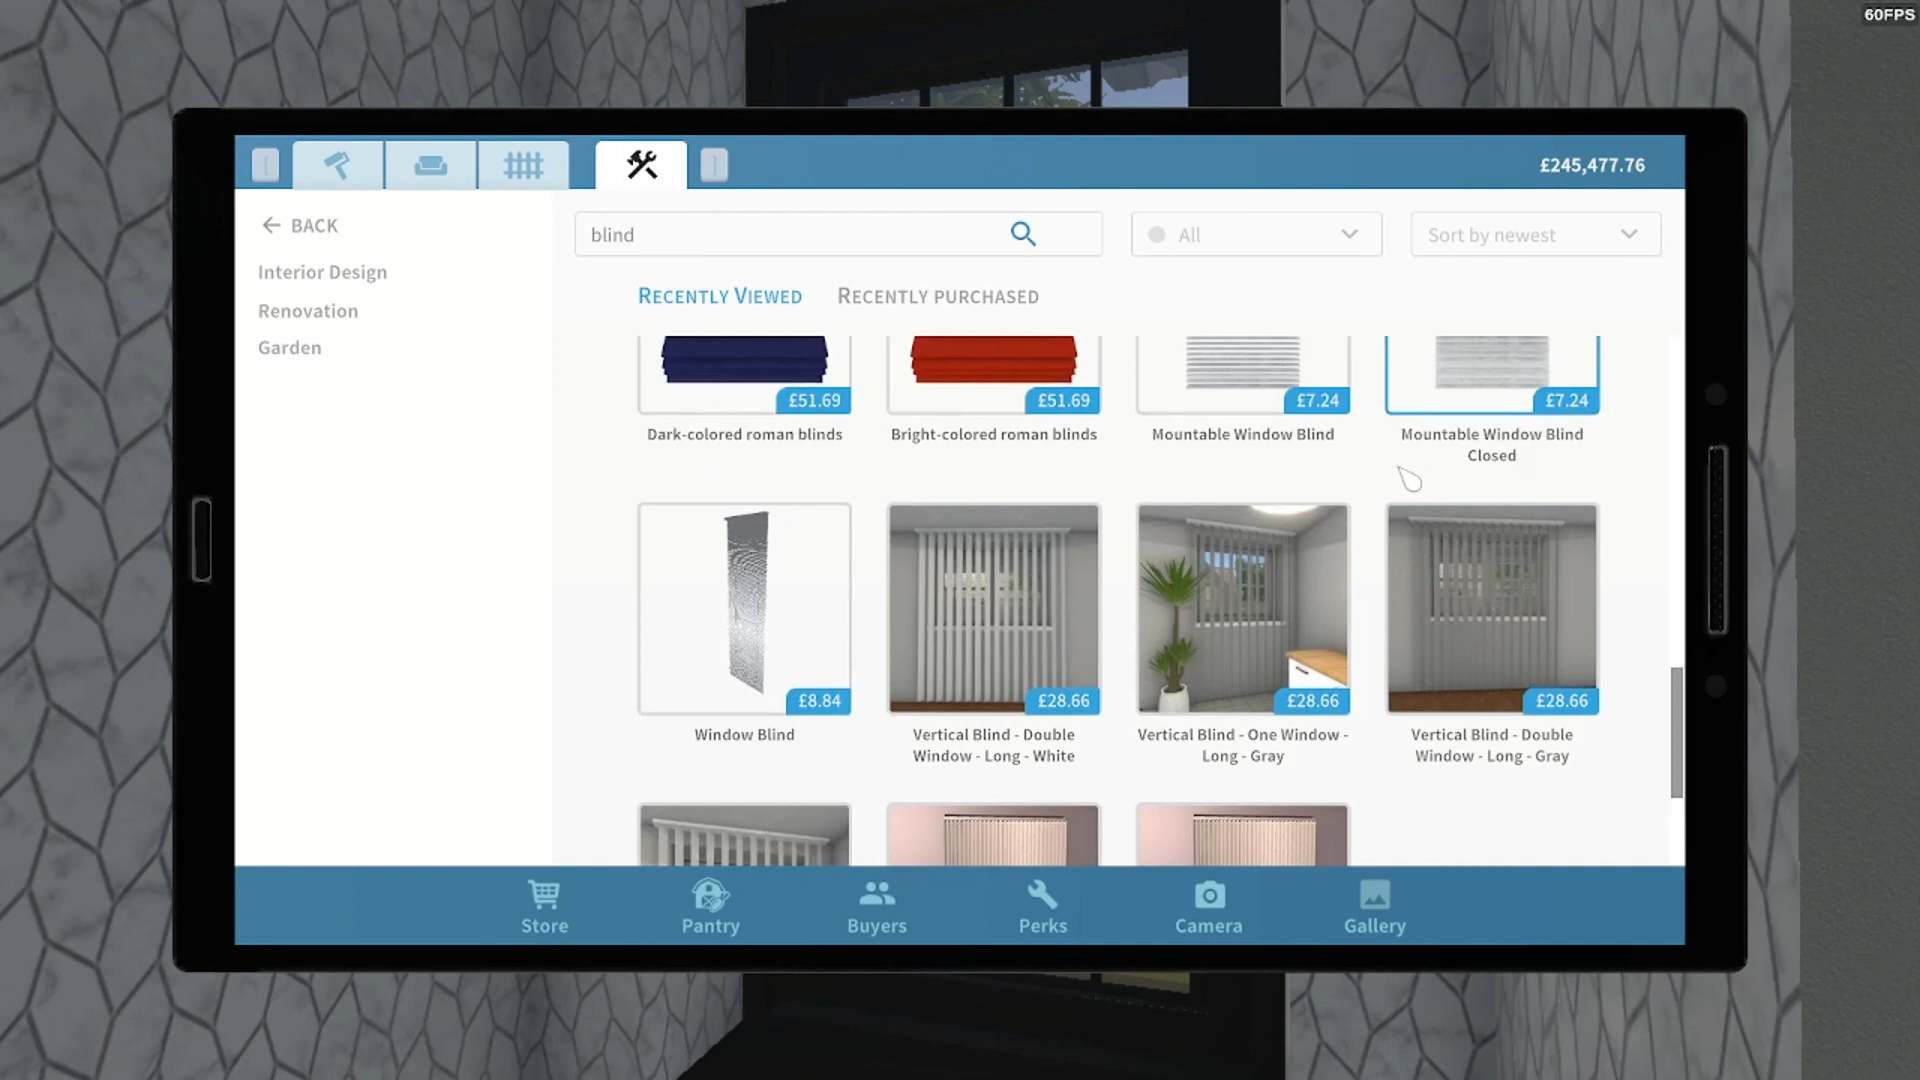 60FPS
£245,477.76
BACK
Interior Design
Renovation
Garden
blind
All
Sort by newest
RECENTLY VIEWED
RECENTLY PURCHASED
£51.69
£51.69
£7.24
£7.24
Dark-colored roman blinds
Bright-colored roman blinds
Mountable Window Blind
Mountable Window Blind
Closed
£8.84
£28.66
£28.66
£28.66
Window Blind
Vertical Blind - Double
Window - Long - White
Vertical Blind - One Window -
Long - Gray
Vertical Blind - Double
Window - Long - Gray
Store
Pantry
Buyers
Perks
Camera
Gallery